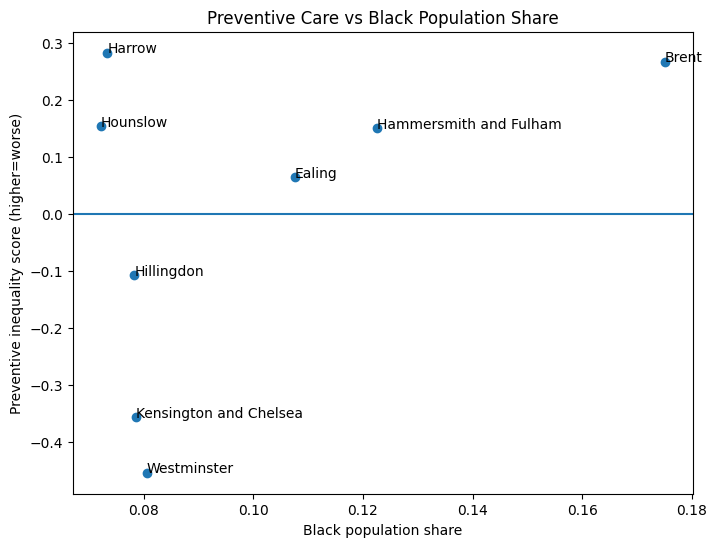 Preventive Care vs Black Population Share
Preventive inequality score (higher=worse)
0.3
0.2
0.1
0.0
−0.1
−0.2
−0.3
−0.4
Harrow
Brent
Hounslow
Hammersmith and Fulham
Ealing
Hillingdon
Kensington and Chelsea
Westminster
0.08
0.10
0.12
0.14
0.16
0.18
Black population share